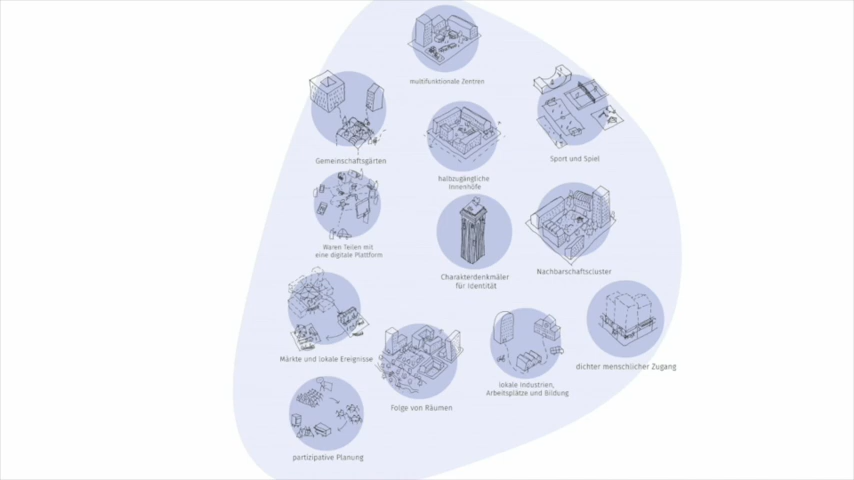 multifunktionale Zentren
Gemeinschaftsgärten
Sport und Spiel
halbzugängliche
Innenhöfe
Waren Teilen mit
eine digitale Plattform
Charakterdenkmäler
für Identität
Nachbarschaftscluster
Märkte und lokale Ereignisse
dichter menschlicher Zugang
lokale Industrien,
Arbeitsplätze und Bildung
Folge von Räumen
partizipative Planung